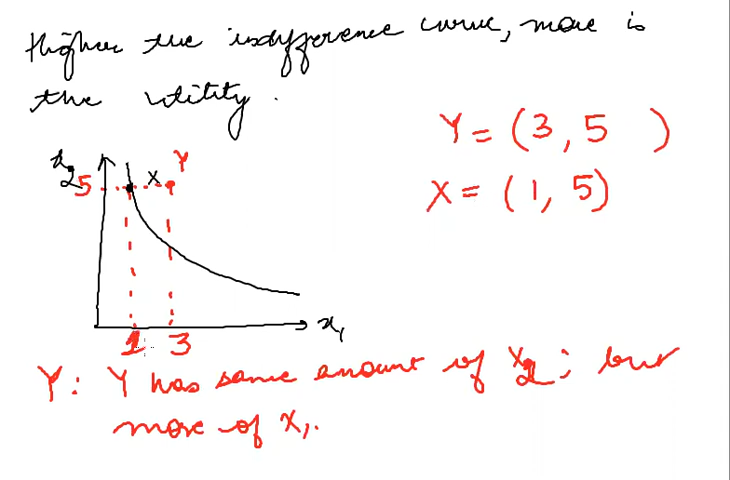 Higher the indifference curve, more is
the utility.
Y = (3, 5 )
X = (1, 5)
x2
X
Y
5
x1
1
3
Y: Y has same amount of x2; but
more of x1.